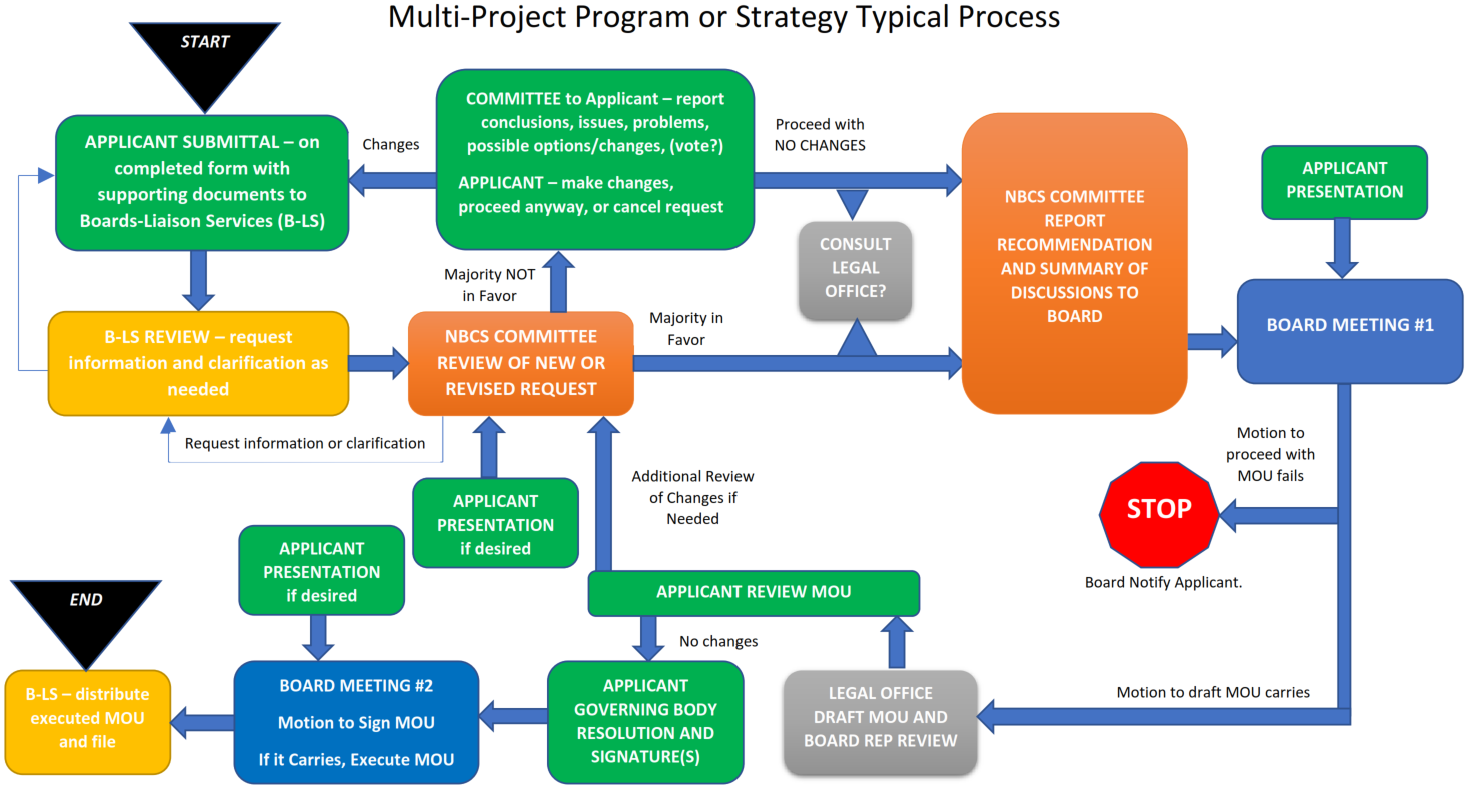 Multi-Project Program or Strategy Typical Process
START
APPLICANT SUBMITTAL – on
completed form with
supporting documents to
Boards-Liaison Services (B-LS)
Changes
COMMITTEE to Applicant – report
conclusions, issues, problems,
possible options/changes, (vote?)
APPLICANT – make changes,
proceed anyway, or cancel request
Proceed with
NO CHANGES
CONSULT
LEGAL
OFFICE?
NBCS COMMITTEE
REPORT
RECOMMENDATION
AND SUMMARY OF
DISCUSSIONS TO
BOARD
APPLICANT
PRESENTATION
BOARD MEETING #1
Majority NOT
in Favor
B-LS REVIEW – request
information and clarification as
needed
NBCS COMMITTEE
REVIEW OF NEW OR
REVISED REQUEST
Majority in
Favor
Request information or clarification
APPLICANT
PRESENTATION
if desired
Additional Review
of Changes if
Needed
Motion to
proceed with
MOU fails
STOP
Board Notify Applicant.
APPLICANT
PRESENTATION
if desired
APPLICANT REVIEW MOU
No changes
END
B-LS – distribute
executed MOU
and file
BOARD MEETING #2
Motion to Sign MOU
If it Carries, Execute MOU
APPLICANT
GOVERNING BODY
RESOLUTION AND
SIGNATURE(S)
LEGAL OFFICE
DRAFT MOU AND
BOARD REP REVIEW
Motion to draft MOU carries